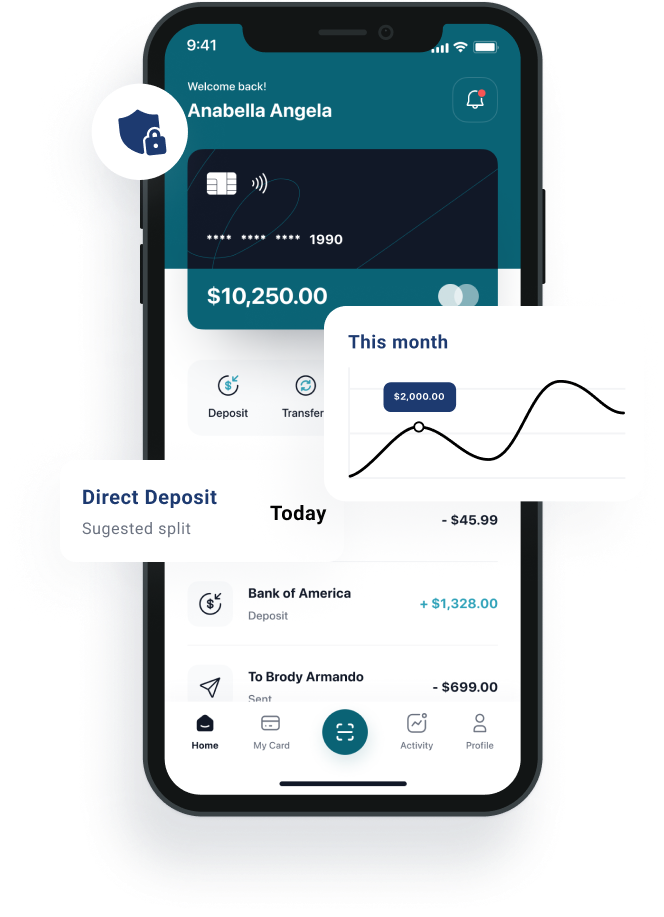 9:41
Welcome back!
Anabella Angela
**** **** **** 1990
$10,250.00
This month
$2,000.00
Deposit
Transfer
Direct Deposit
Sugested split
Today
- $45.99
Bank of America
Deposit
+ $1,328.00
To Brody Armando
Sent
- $699.00
Home
My Card
Activity
Profile